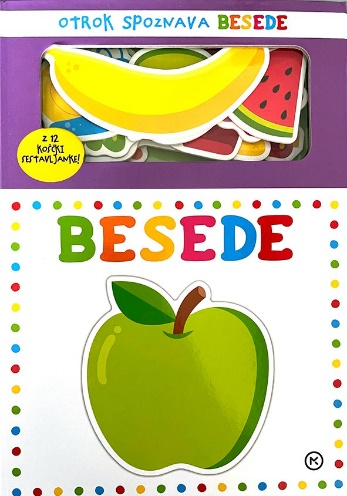 OTROK SPOZNAVA BESEDE
Z 12
KOŠČKI
SESTAVLJANKE!
BESEDE